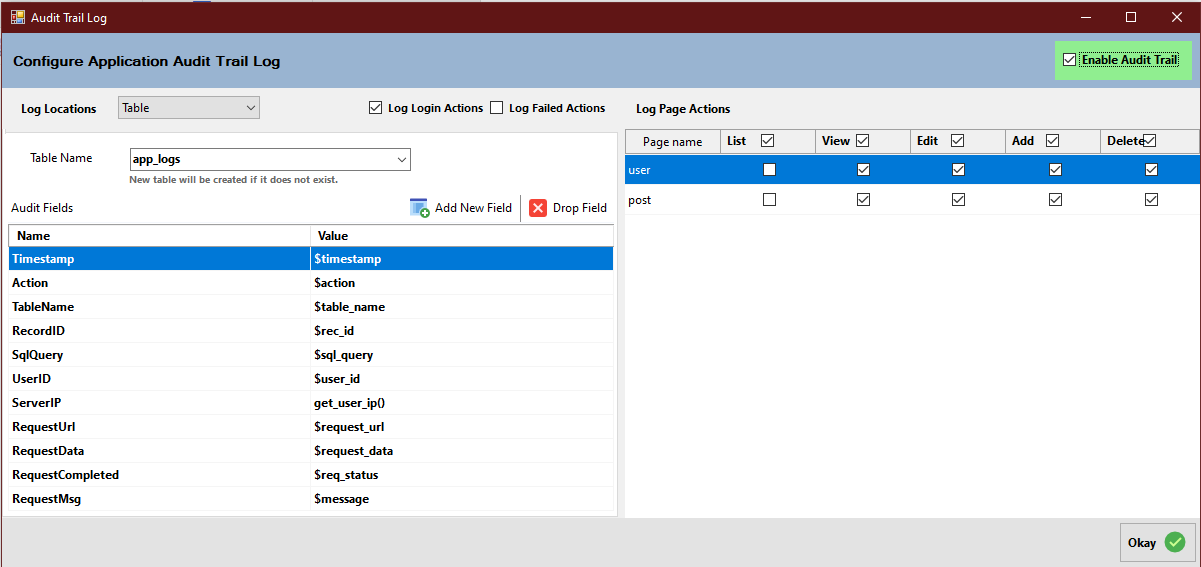 Audit Trail Log
Configure Application Audit Trail Log
Enable Audit Trail
Log Locations Table Log Login Actions Log Failed Actions
Table Name app_logs
New table will be created if it does not exist.
Audit Fields Add New Field Drop Field
Name Value
Timestamp $timestamp
Action $action
TableName $table_name
RecordID $rec_id
SqlQuery $sql_query
UserID $user_id
ServerIP get_user_ip()
RequestUrl $request_url
RequestData $request_data
RequestCompleted $req_status
RequestMsg $message
Log Page Actions
Page name List View Edit Add Delete
user
post
Okay